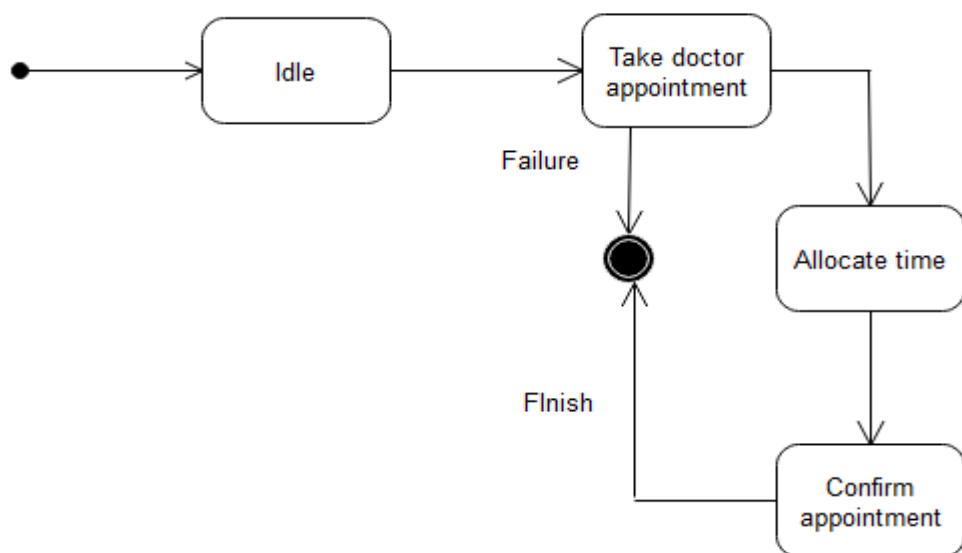 Idle
Take doctor
appointment
Failure
Allocate time
FInish
Confirm
appointment